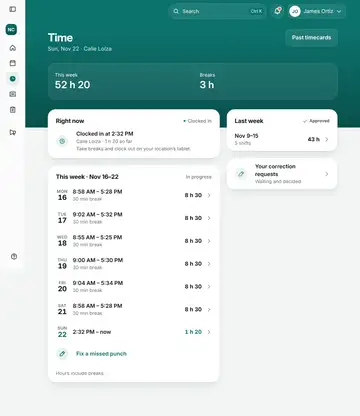 Search
Ctrl K
JO
James Ortiz
NC
Time
Sun, Nov 22 · Calle Loíza
Past timecards
This week
52 h 20
Breaks
3 h
Right now
Clocked in
Clocked in at 2:32 PM
Calle Loíza · 1 h 20 so far
Take breaks and clock out on your location's tablet.
Last week
Approved
Nov 9–15
5 shifts
43 h
Your correction requests
Waiting and decided
This week · Nov 16–22
In progress
MON
16
8:58 AM – 5:28 PM
30 min break
8 h 30
TUE
17
9:02 AM – 5:32 PM
30 min break
8 h 30
WED
18
8:55 AM – 5:25 PM
30 min break
8 h 30
THU
19
9:00 AM – 5:30 PM
30 min break
8 h 30
FRI
20
9:04 AM – 5:34 PM
30 min break
8 h 30
SAT
21
8:58 AM – 5:28 PM
30 min break
8 h 30
SUN
22
2:32 PM – now
1 h 20
Fix a missed punch
Hours include breaks.